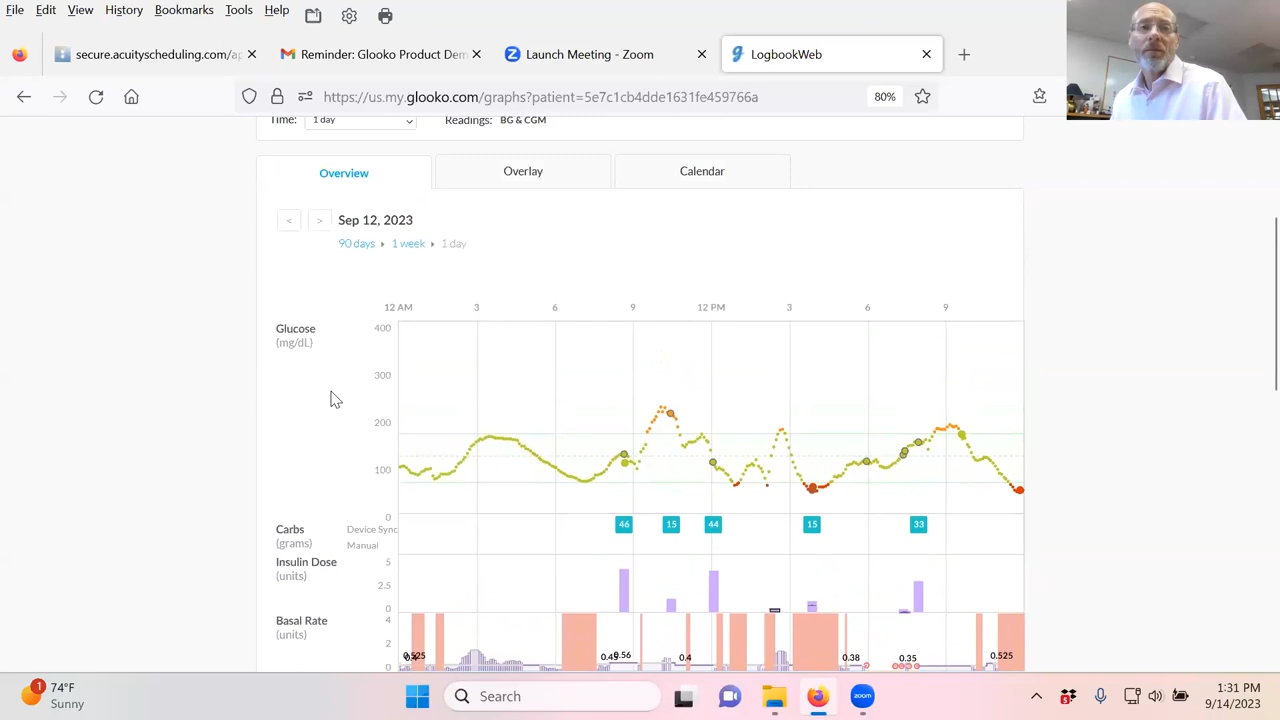 File Edit View History Bookmarks Tools Help
secure.acuityscheduling.com/ap
Reminder: Glooko Product Dem
Launch Meeting - Zoom
LogbookWeb
https://ps.my.glooko.com/graphs?patient=5e7c1cb4dde1631fe459766a
80%
Time: 1 day Readings: BG & CGM
Overview Overlay Calendar
< > Sep 12, 2023
90 days 1 week 1 day
12 AM 3 6 9 12 PM 3 6 9
Glucose
(mg/dL)
400
300
200
100
0
Carbs
(grams)
Device Sync
Manual
46 15 44 15 33
Insulin Dose
(units)
5
2.5
0
Basal Rate
(units)
4
2
0
0.525 0.56 0.4 0.38 0.35 0.525
1
74°F
Sunny
Search
zoom
1:31 PM
9/14/2023